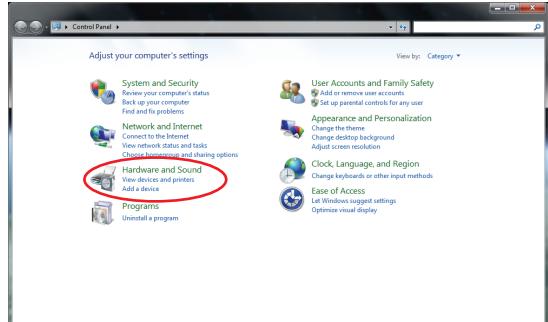 Control Panel
Adjust your computer's settings
View by: Category
System and Security
Review your computer's status
Back up your computer
Find and fix problems
Network and Internet
Connect to the Internet
View network status and tasks
Choose homegroup and sharing options
Hardware and Sound
View devices and printers
Add a device
Programs
Uninstall a program
User Accounts and Family Safety
Add or remove user accounts
Set up parental controls for any user
Appearance and Personalization
Change the theme
Change desktop background
Adjust screen resolution
Clock, Language, and Region
Change keyboards or other input methods
Ease of Access
Let Windows suggest settings
Optimize visual display